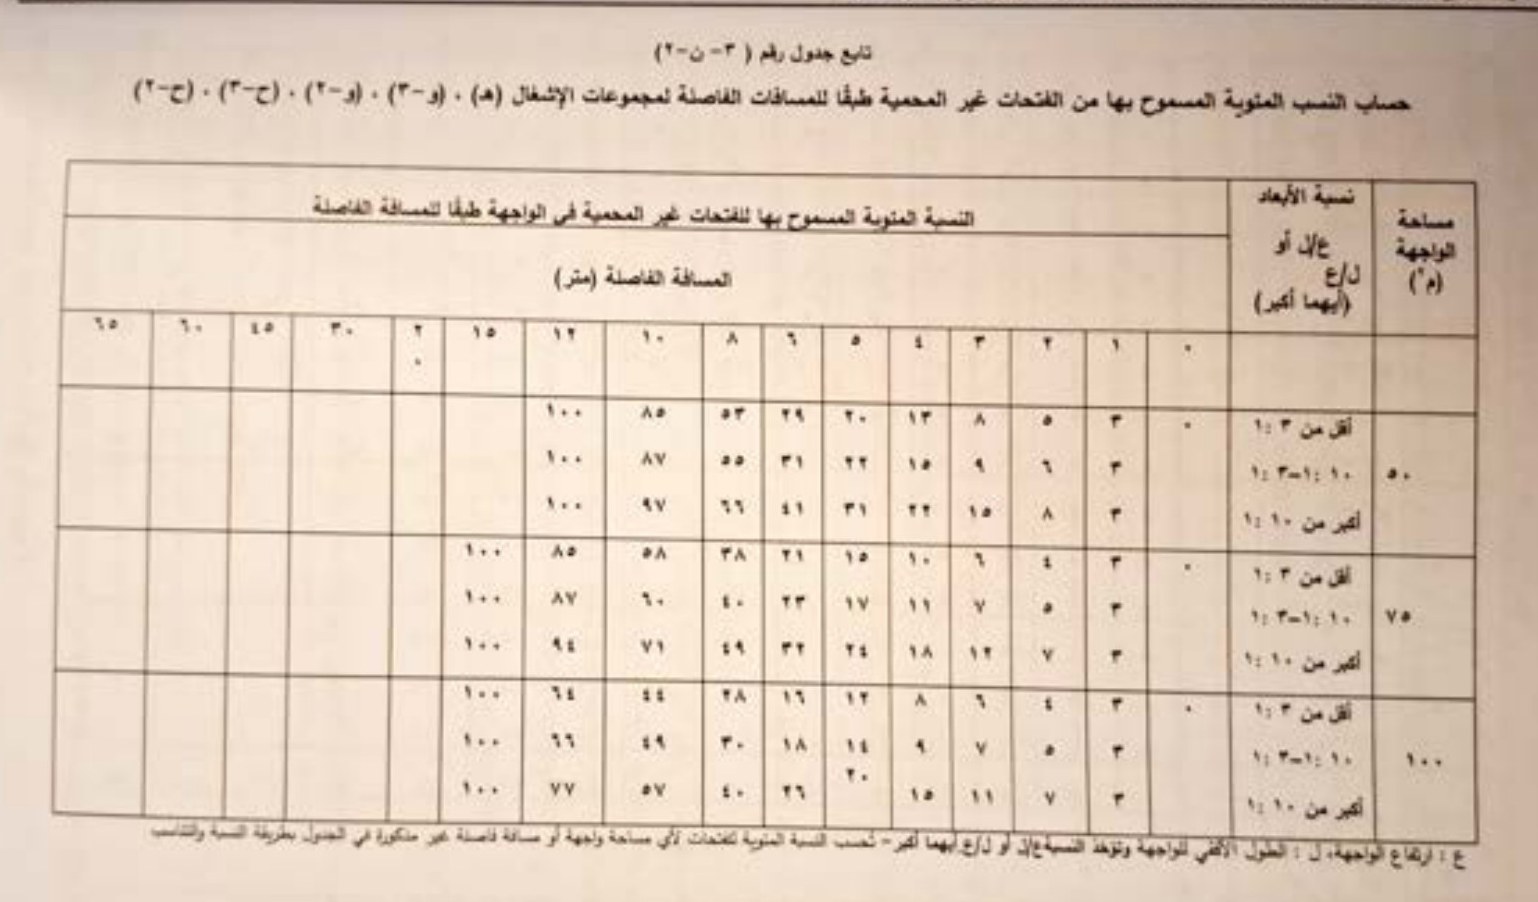 تابع جدول رقم ( ٣- ن-٢)
حساب النسب المئوية المسموح بها من الفتحات غير المحمية طبقًا للمسافات الفاصلة لمجموعات الإشغال (هـ) ، (و-٣) ، (و-٢) ، (ح-٣) ، (ح-٢)
مساحة الواجهة (م٢) | نسبة الأبعاد ع/ل أو ل/ع (أيهما أكبر) | النسبة المئوية المسموح بها للفتحات غير المحمية في الواجهة طبقًا للمسافة الفاصلة
المسافة الفاصلة (متر)
٠ ١ ٢ ٣ ٤ ٥ ٦ ٨ ١٠ ١٢ ١٥ ٢٠ ٣٠ ٤٥ ٦٠ ٦٥
أقل من ٣ :١ ٠ ٣ ٥ ٨ ١٣ ٢٠ ٢٩ ٥٣ ٨٥ ١٠٠
٥٠ ١٠ :١-٣ :١ ٣ ٦ ٩ ١٥ ٢٢ ٣١ ٥٥ ٨٧ ١٠٠
أكبر من ١٠ :١ ٣ ٨ ١٥ ٢٢ ٣١ ٤١ ٦٦ ٩٧ ١٠٠
أقل من ٣ :١ ٠ ٣ ٤ ٦ ١٠ ١٥ ٢١ ٣٨ ٥٨ ٨٥ ١٠٠
٧٥ ١٠ :١-٣ :١ ٣ ٥ ٧ ١١ ١٧ ٢٣ ٤٠ ٦٠ ٨٧ ١٠٠
أكبر من ١٠ :١ ٣ ٧ ١٢ ١٨ ٢٤ ٣٢ ٤٩ ٧١ ٩٤ ١٠٠
أقل من ٣ :١ ٠ ٣ ٤ ٦ ٨ ١٢ ١٦ ٢٨ ٤٤ ٦٤ ١٠٠
١٠٠ ١٠ :١-٣ :١ ٣ ٥ ٧ ٩ ١٤ ١٨ ٣٠ ٤٩ ٦٦ ١٠٠
أكبر من ١٠ :١ ٣ ٧ ١١ ١٥ ٢٠ ٢٦ ٤٠ ٥٧ ٧٧ ١٠٠
ع : ارتفاع الواجهة، ل : الطول الأفقي للواجهة وتؤخذ النسبة ع/ل أو ل/ع أيهما أكبر- تُحسب النسبة المئوية للفتحات لأي مساحة واجهة أو مسافة فاصلة غير مذكورة في الجدول بطريقة النسبة والتناسب